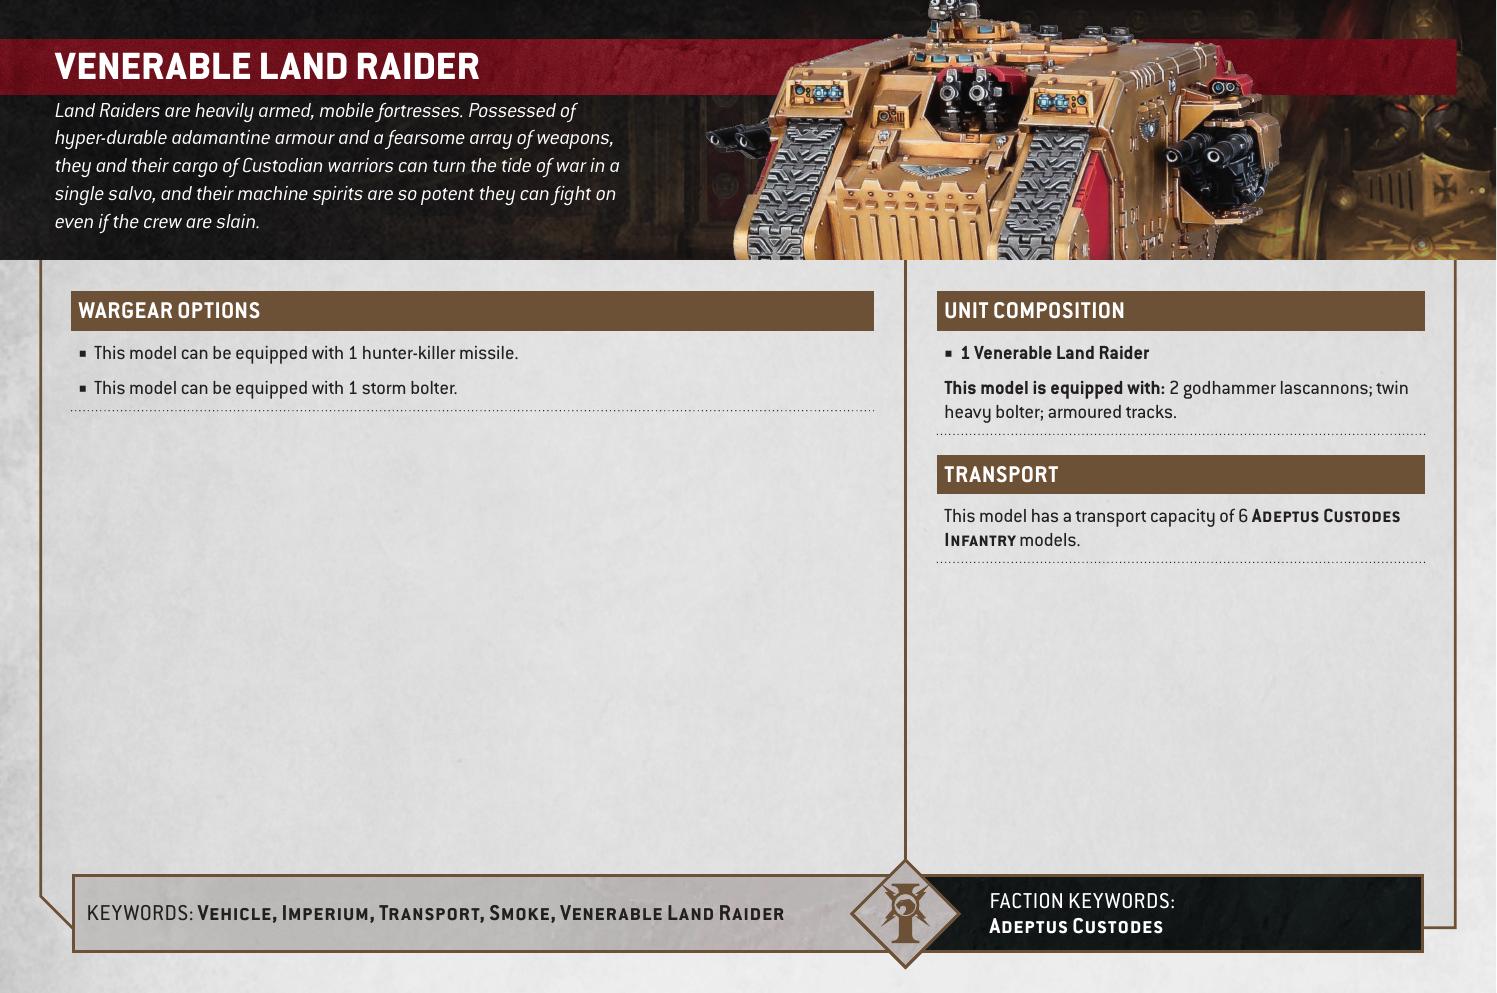 VENERABLE LAND RAIDER
Land Raiders are heavily armed, mobile fortresses. Possessed of
hyper-durable adamantine armour and a fearsome array of weapons,
they and their cargo of Custodian warriors can turn the tide of war in a
single salvo, and their machine spirits are so potent they can fight on
even if the crew are slain.
WARGEAR OPTIONS
▪ This model can be equipped with 1 hunter-killer missile.
▪ This model can be equipped with 1 storm bolter.
UNIT COMPOSITION
▪ 1 Venerable Land Raider
This model is equipped with: 2 godhammer lascannons; twin
heavy bolter; armoured tracks.
TRANSPORT
This model has a transport capacity of 6 Adeptus Custodes
Infantry models.
KEYWORDS: Vehicle, Imperium, Transport, Smoke, Venerable Land Raider
FACTION KEYWORDS:
Adeptus Custodes